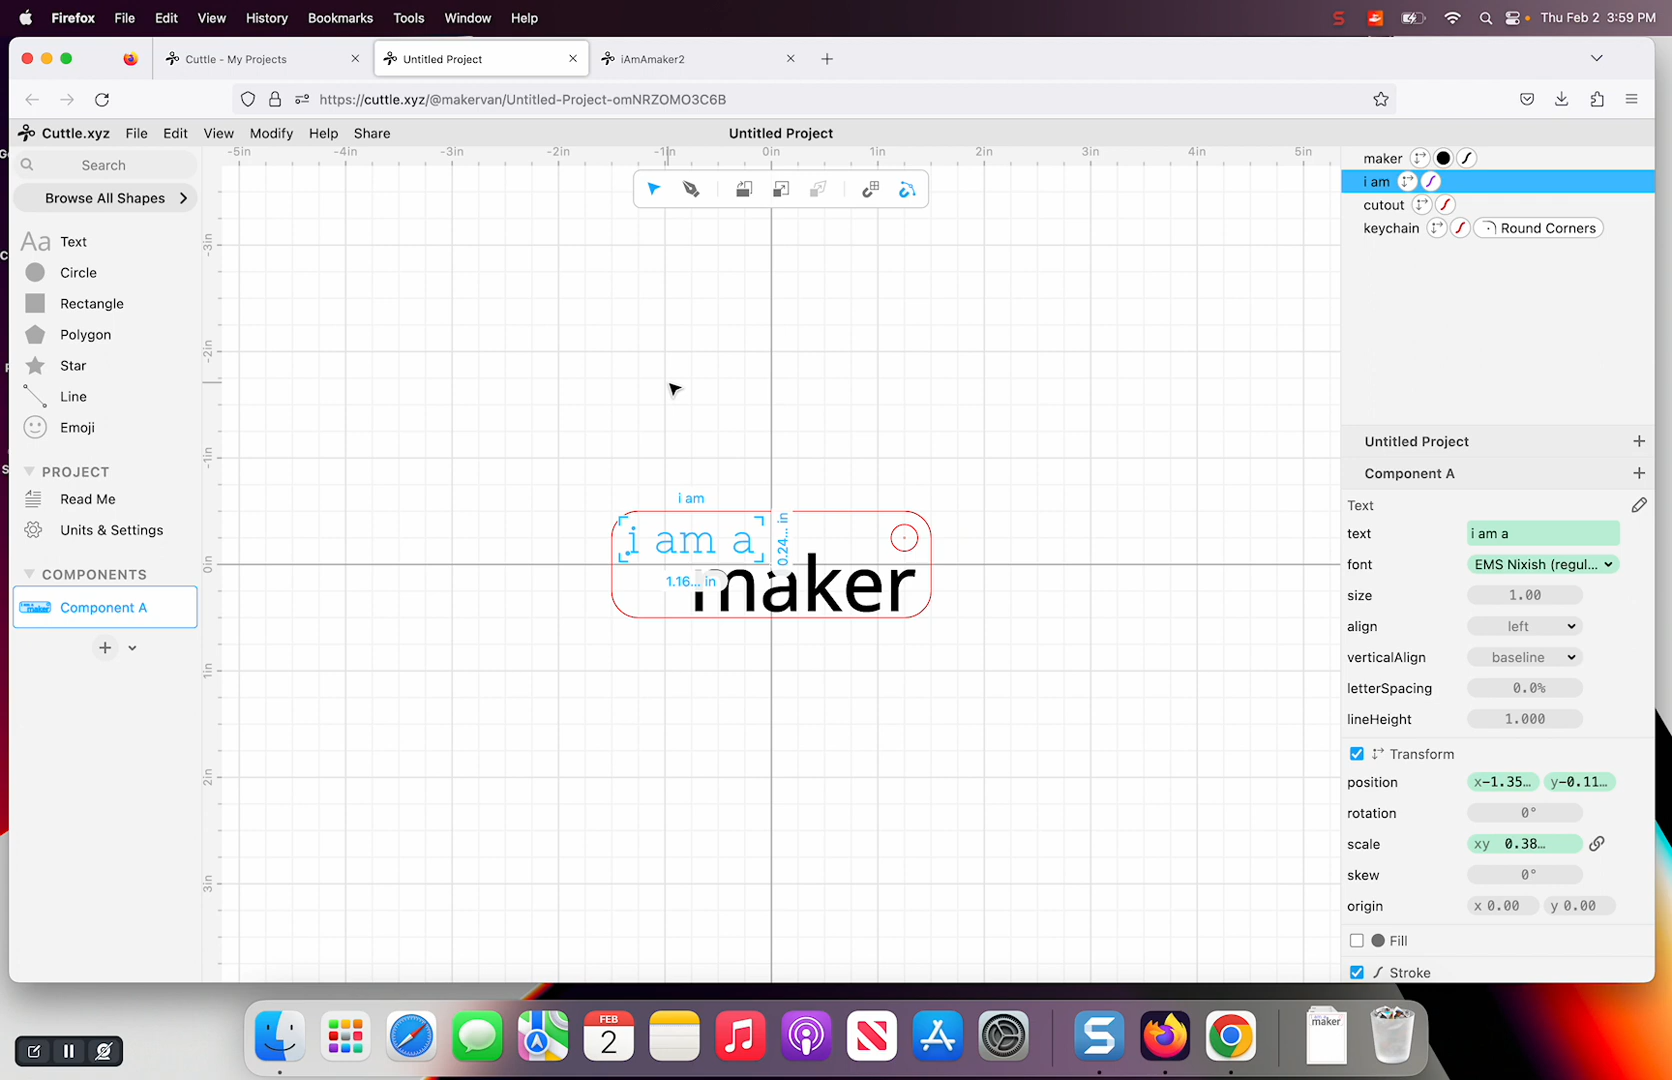 Firefox File Edit View History Bookmarks Tools Window Help Thu Feb 2 3:59 PM
Cuttle - My Projects Untitled Project iAmAmaker2
https://cuttle.xyz/@makervan/Untitled-Project-omNRZOMO3C6B
Cuttle.xyz File Edit View Modify Help Share Untitled Project
Search
Browse All Shapes
Text
Circle
Rectangle
Polygon
Star
Line
Emoji
PROJECT
Read Me
Units & Settings
COMPONENTS
Component A
-5in -4in -3in -2in -1in 0in 1in 2in 3in 4in 5in
-3in
-2in
-1in
0in
1in
2in
3in
i am
i am a
0.24... in
1.16... in
maker
maker
i am
cutout
keychain Round Corners
Untitled Project
Component A
Text
text i am a
font EMS Nixish (regul...
size 1.00
align left
verticalAlign baseline
letterSpacing 0.0%
lineHeight 1.000
Transform
position x -1.35... y -0.11...
rotation 0°
scale xy 0.38...
skew 0°
origin x 0.00 y 0.00
Fill
Stroke
FEB
2
maker